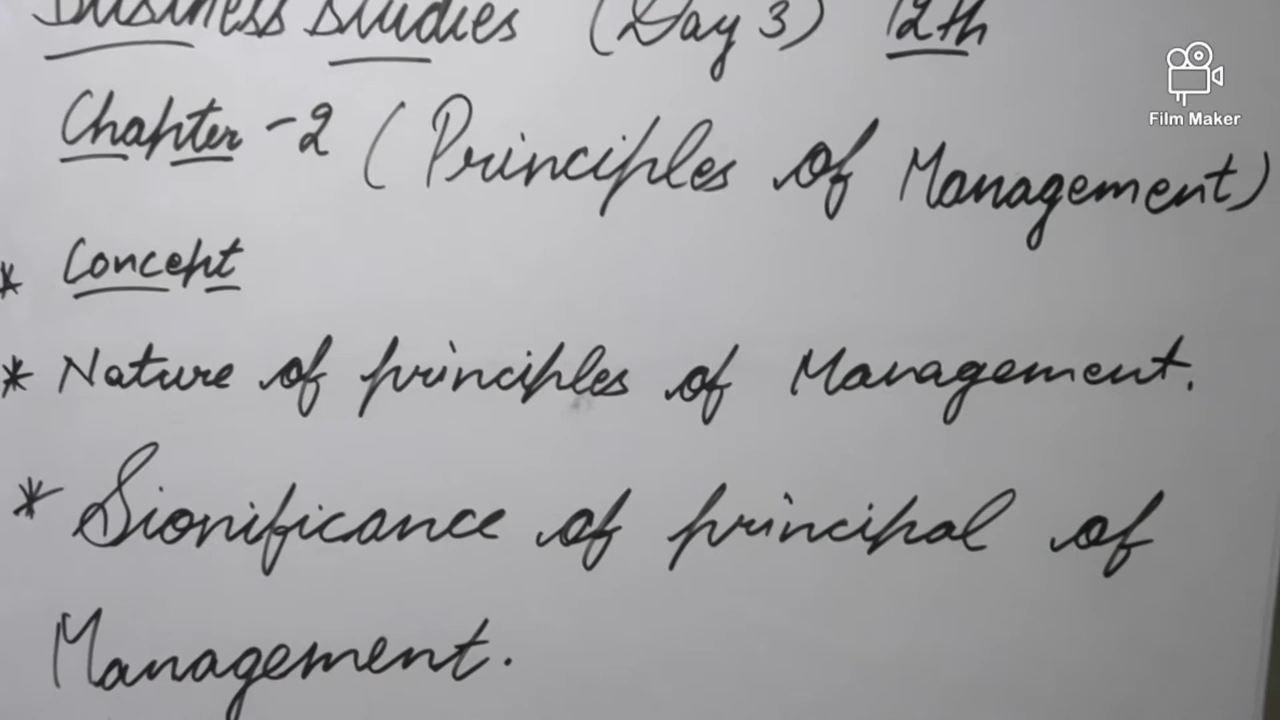 Business Studies (Day 3) 12th
Film Maker
Chapter - 2 (Principles of Management)
* Concept
* Nature of principles of Management.
* Sionificance of principal of
Management.